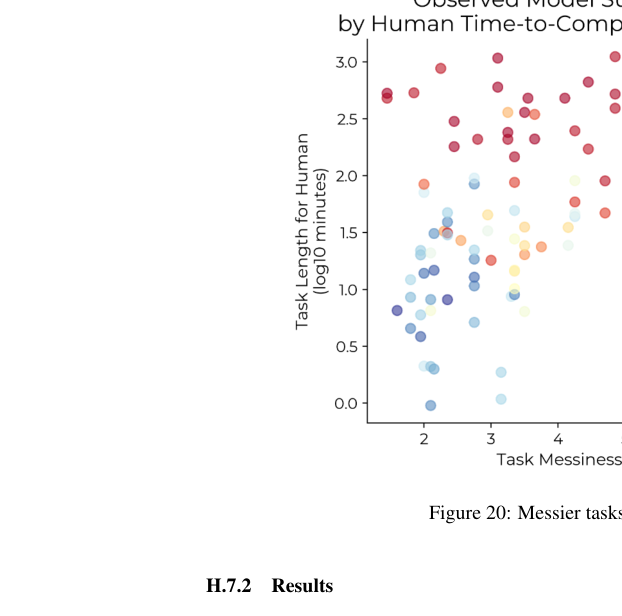 Observed Model
by Human Time-to-Comp
3.0
2.5
2.0
1.5
1.0
0.5
0.0
Task Length for Human
(log10 minutes)
2 3 4
Task Messiness
Figure 20: Messier tasks
H.7.2 Results